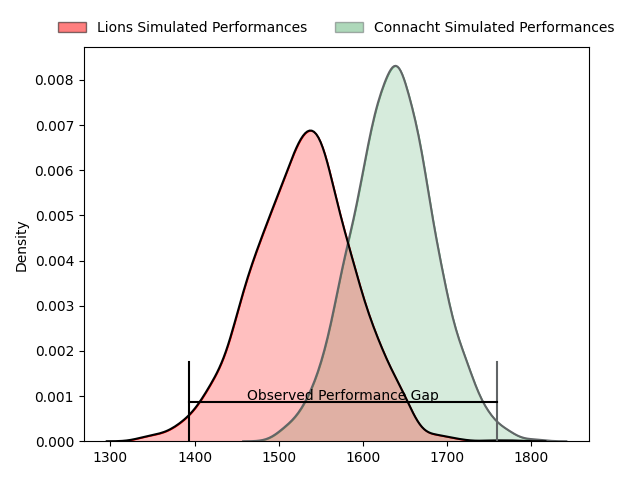 Lions Simulated Performances Connacht Simulated Performances
Density
0.008
0.007
0.006
0.005
0.004
0.003
0.002
0.001
0.000
Observed Performance Gap
1300 1400 1500 1600 1700 1800